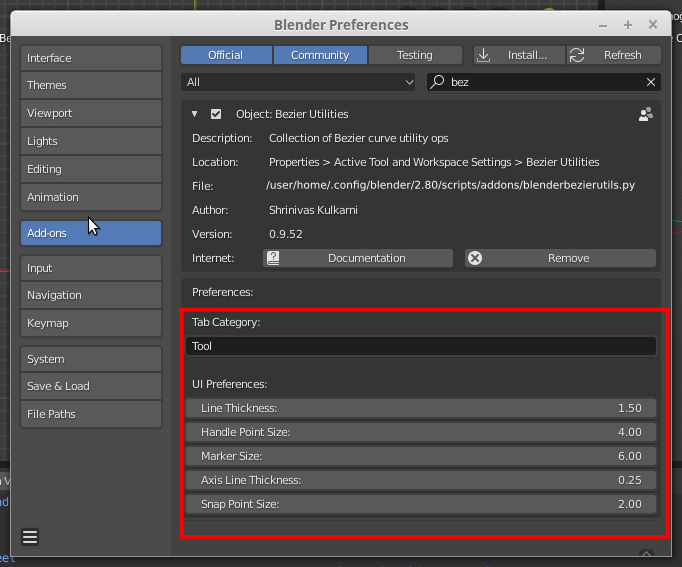 Blender Preferences
Interface
Themes
Viewport
Lights
Editing
Animation
Add-ons
Input
Navigation
Keymap
System
Save & Load
File Paths
Official Community Testing Install... Refresh
All bez
Object: Bezier Utilities
Description: Collection of Bezier curve utility ops
Location: Properties > Active Tool and Workspace Settings > Bezier Utilities
File: /user/home/.config/blender/2.80/scripts/addons/blenderbezierutils.py
Author: Shrinivas Kulkarni
Version: 0.9.52
Internet: Documentation Remove
Preferences:
Tab Category:
Tool
UI Preferences:
Line Thickness: 1.50
Handle Point Size: 4.00
Marker Size: 6.00
Axis Line Thickness: 0.25
Snap Point Size: 2.00